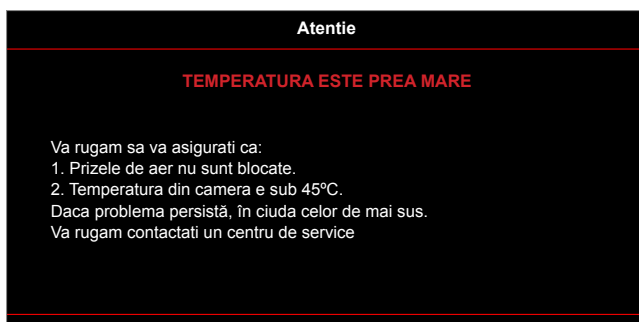 Atentie
TEMPERATURA ESTE PREA MARE
Va rugam sa va asigurati ca:
1. Prizele de aer nu sunt blocate.
2. Temperatura din camera e sub 45ºC.
Daca problema persistă, în ciuda celor de mai sus.
Va rugam contactati un centru de service